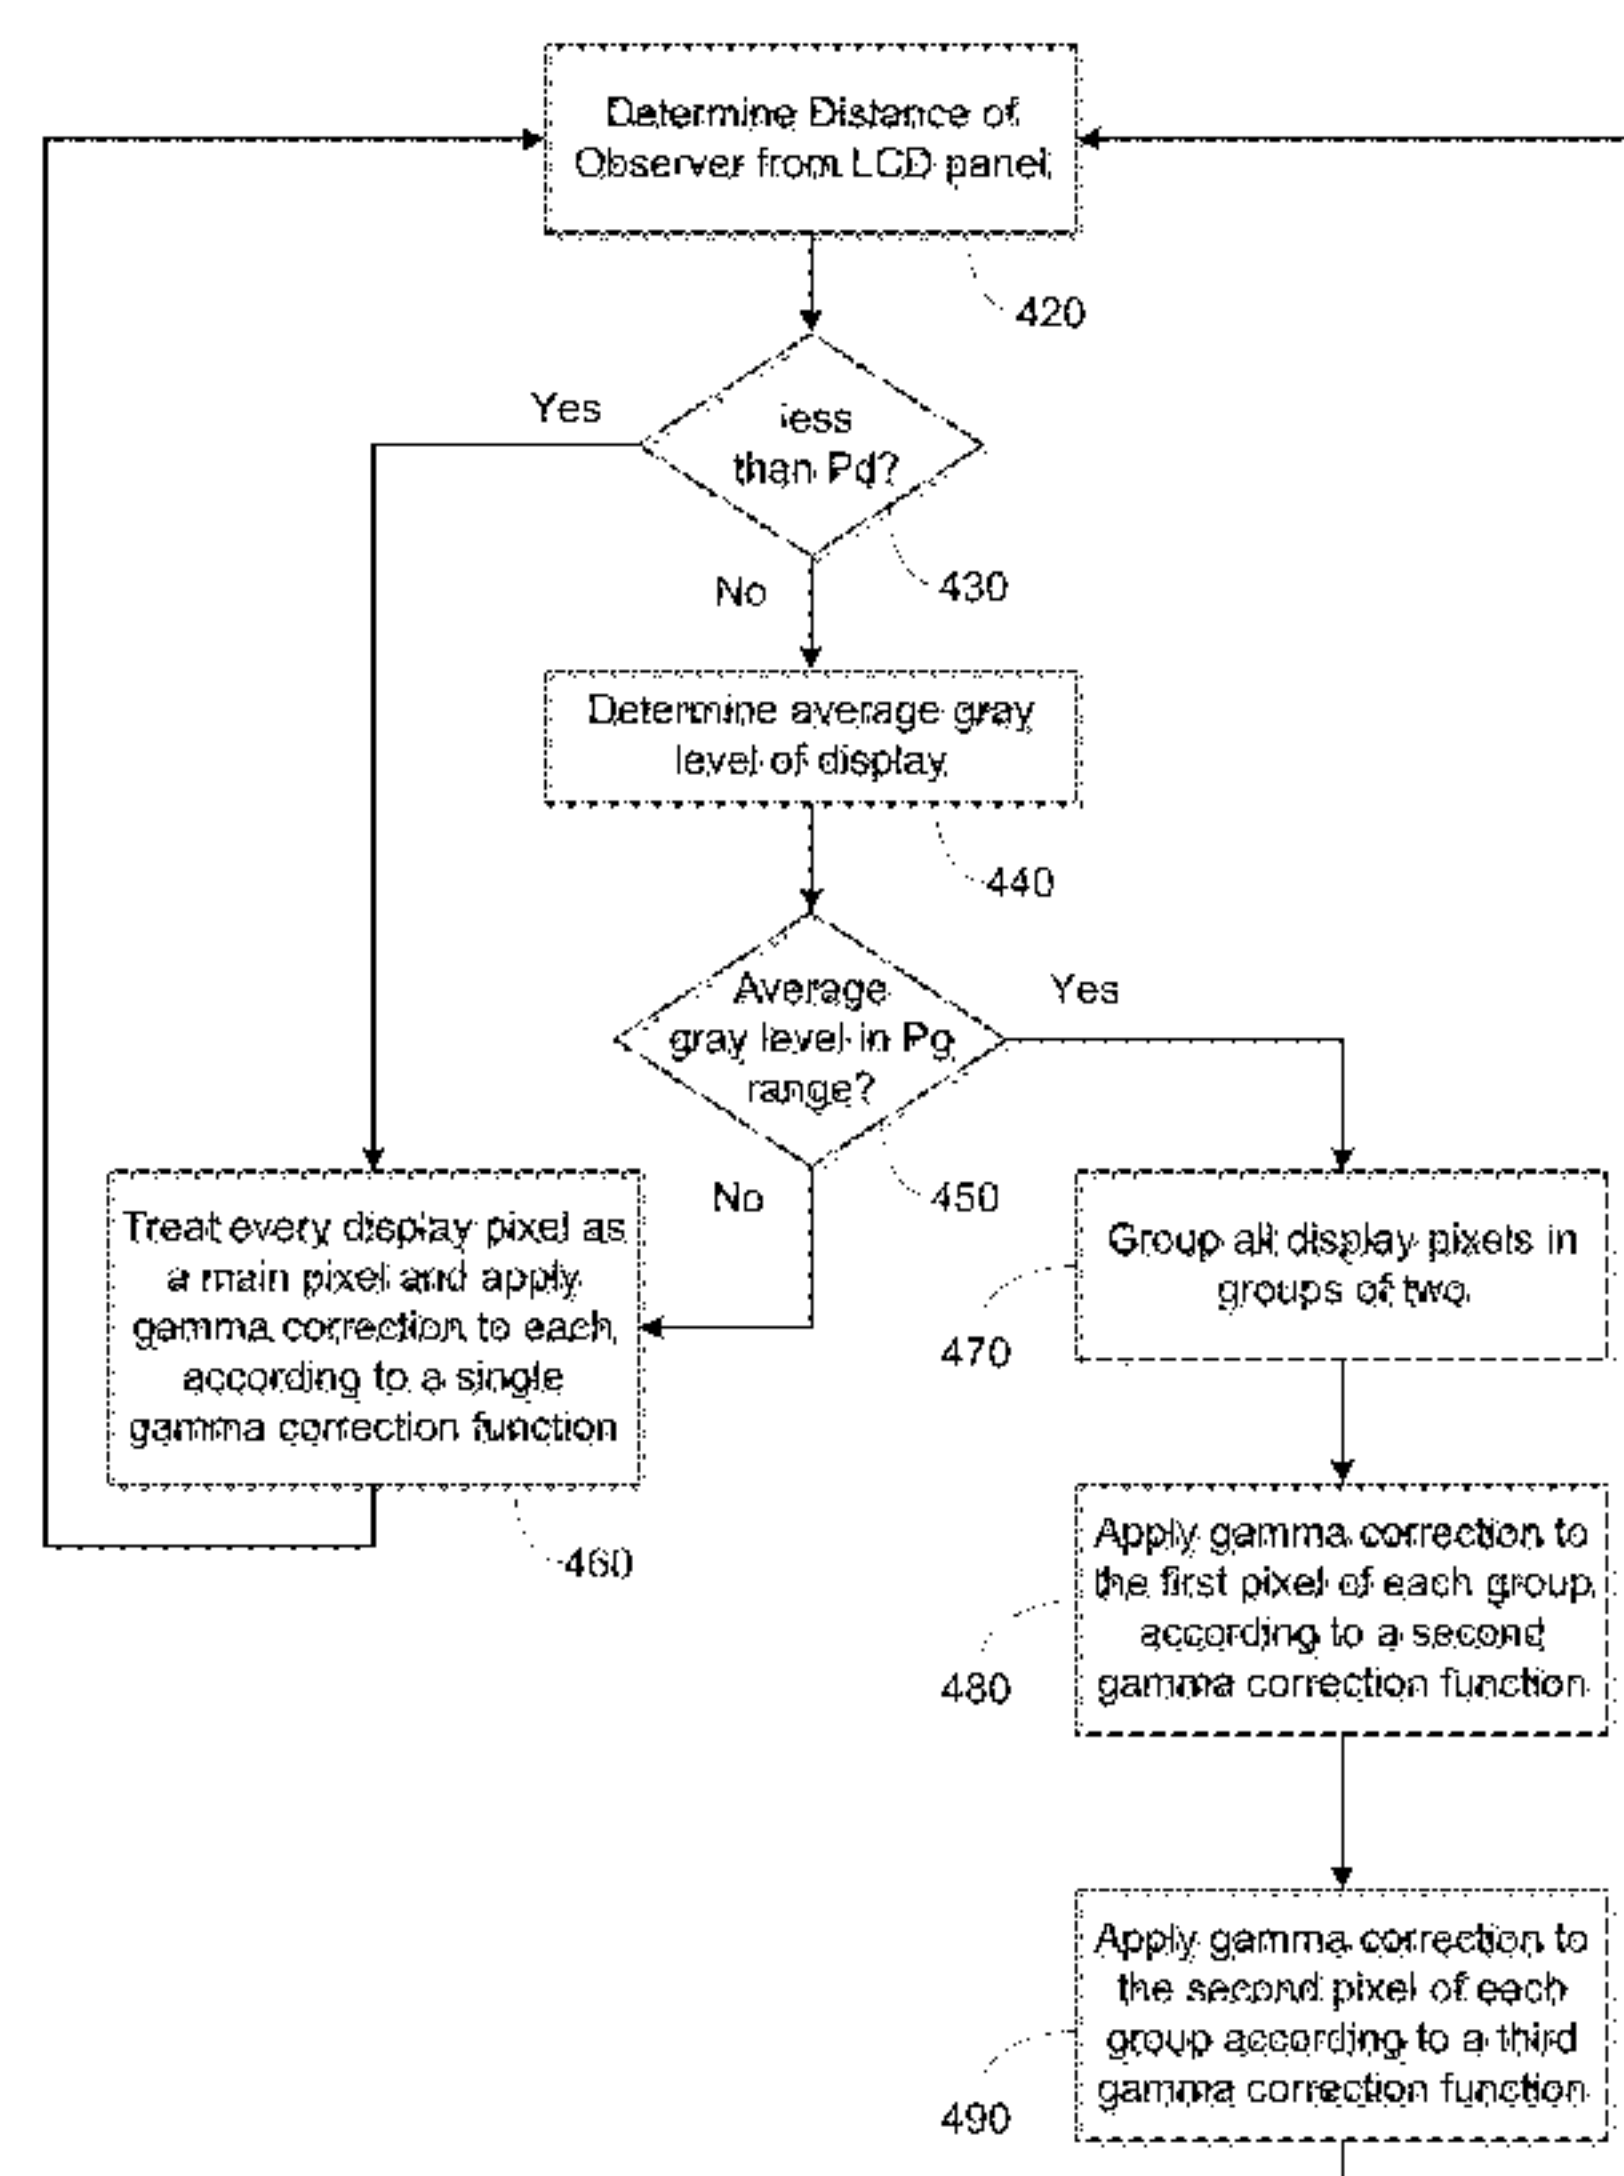 Determine Distance of
Observer from LCD panel
420
Yes
less
than Pd?
No
430
Determine average gray
level of display
440
Average
gray level in Pg
range?
Yes
No
450
Treat every display pixel as
a main pixel and apply
gamma correction to each
according to a single
gamma correction function
460
Group all display pixels in
groups of two
470
Apply gamma correction to
the first pixel of each group
according to a second
gamma correction function
480
Apply gamma correction to
the second pixel of each
group according to a third
gamma correction function
490